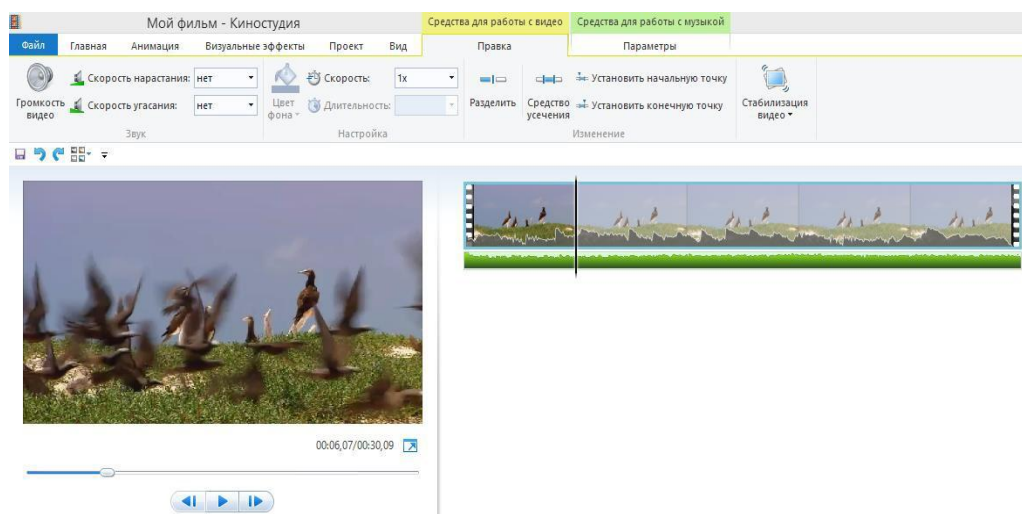 Мой фильм - Киностудия
Средства для работы с видео
Средства для работы с музыкой
Файл Главная Анимация Визуальные эффекты Проект Вид Правка Параметры
Громкость видео
Скорость нарастания: нет
Скорость угасания: нет
Звук
Цвет фона
Скорость: 1x
Длительность:
Настройка
Разделить
Средство усечения
Установить начальную точку
Установить конечную точку
Изменение
Стабилизация видео
00:06,07/00:30,09